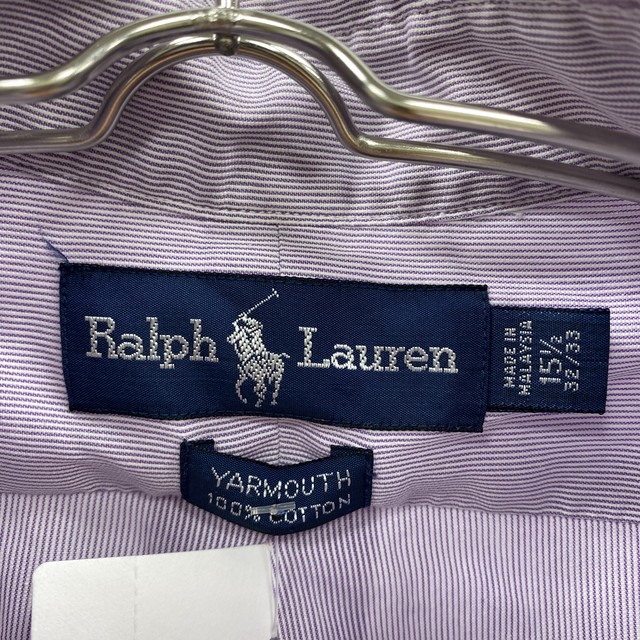 Ralph Lauren
MADE IN
MALAYSIA
15½
32/33
YARMOUTH
100% COTTON